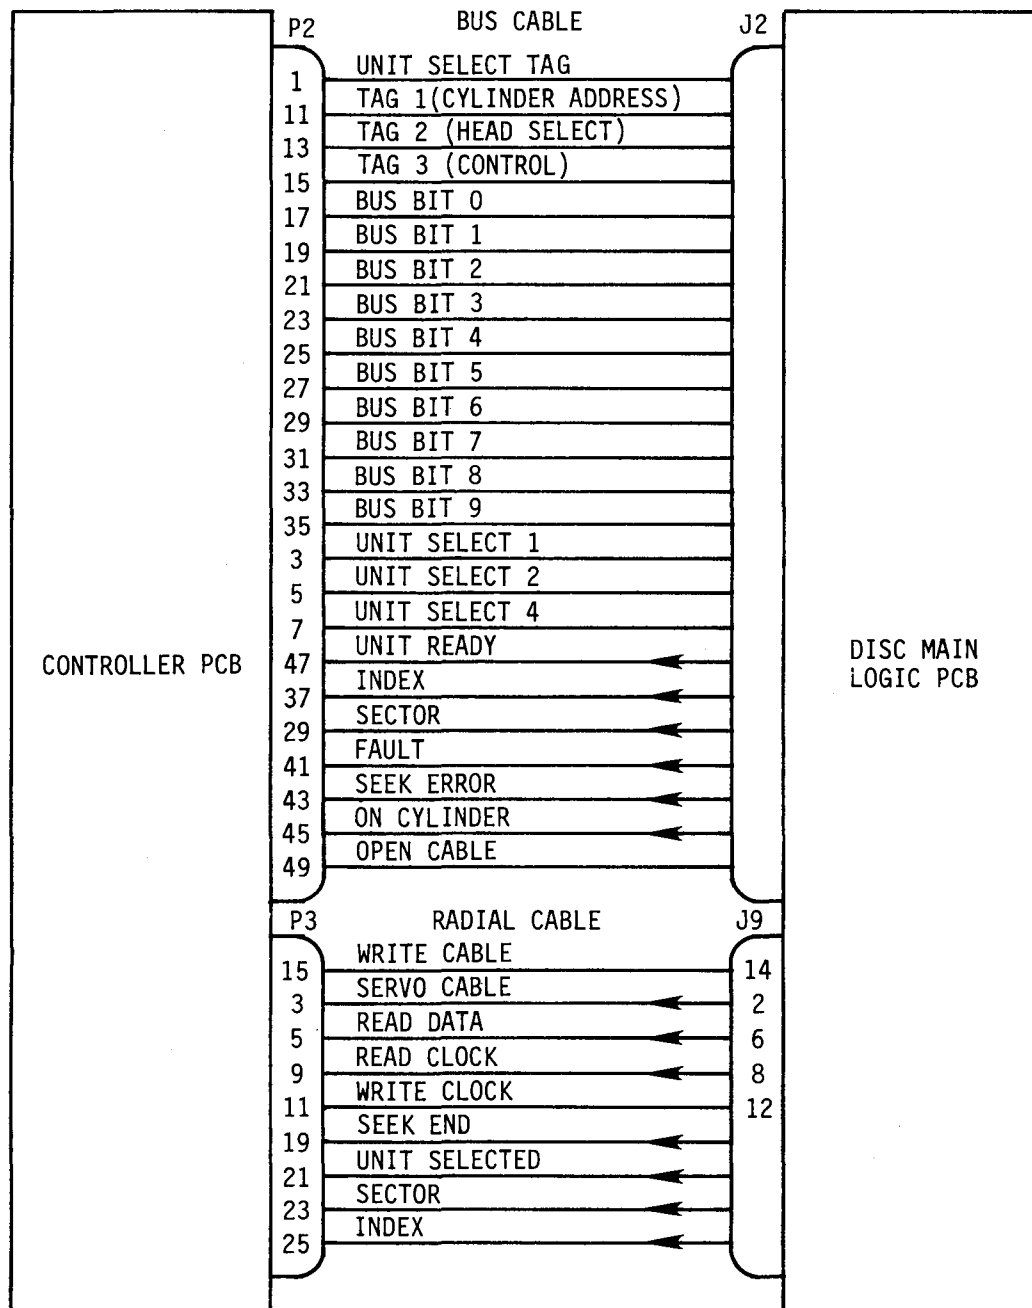 P2 BUS CABLE J2
UNIT SELECT TAG
1
TAG 1(CYLINDER ADDRESS)
11
TAG 2 (HEAD SELECT)
13
TAG 3 (CONTROL)
15
BUS BIT 0
17
BUS BIT 1
19
BUS BIT 2
21
BUS BIT 3
23
BUS BIT 4
25
BUS BIT 5
27
BUS BIT 6
29
BUS BIT 7
31
BUS BIT 8
33
BUS BIT 9
35
UNIT SELECT 1
3
UNIT SELECT 2
5
UNIT SELECT 4
7
UNIT READY
47
CONTROLLER PCB
DISC MAIN
LOGIC PCB
INDEX
37
SECTOR
29
FAULT
41
SEEK ERROR
43
ON CYLINDER
45
OPEN CABLE
49
P3 RADIAL CABLE J9
WRITE CABLE
15 14
SERVO CABLE
3 2
READ DATA
5 6
READ CLOCK
9 8
WRITE CLOCK
11 12
SEEK END
19
UNIT SELECTED
21
SECTOR
23
INDEX
25